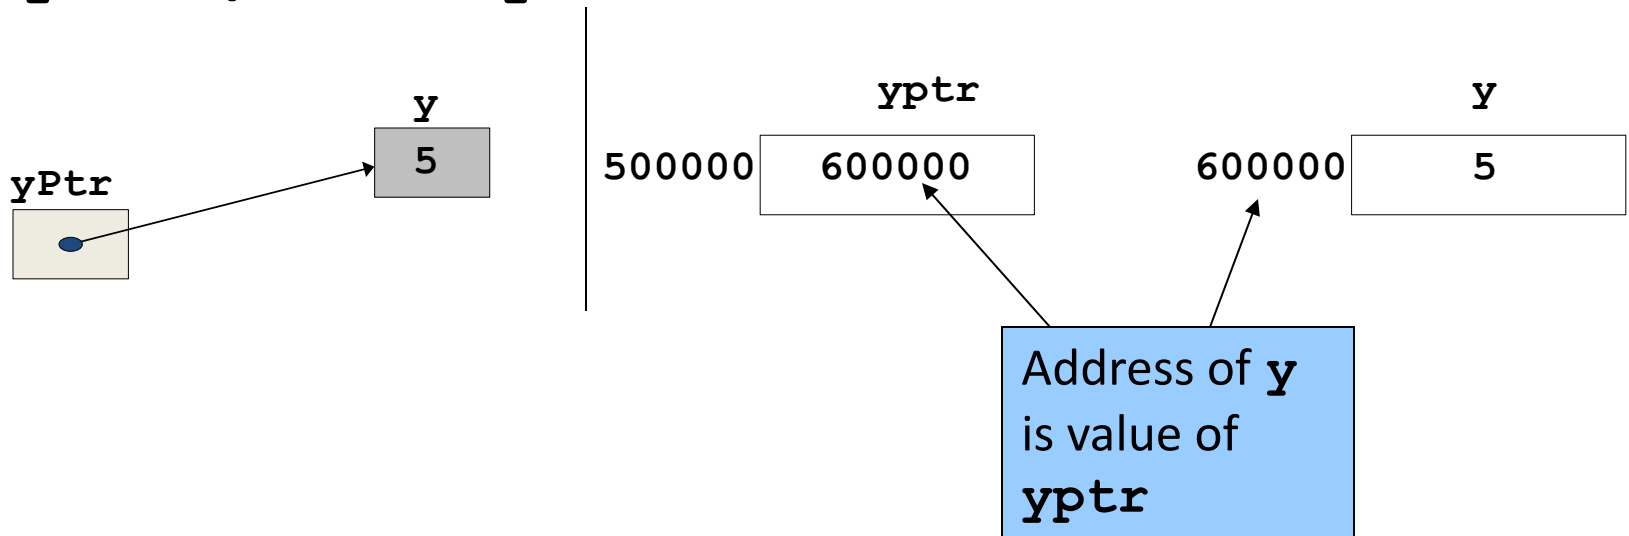 y
5
yPtr
yptr
y
500000 600000 600000 5
Address of y
is value of
yptr